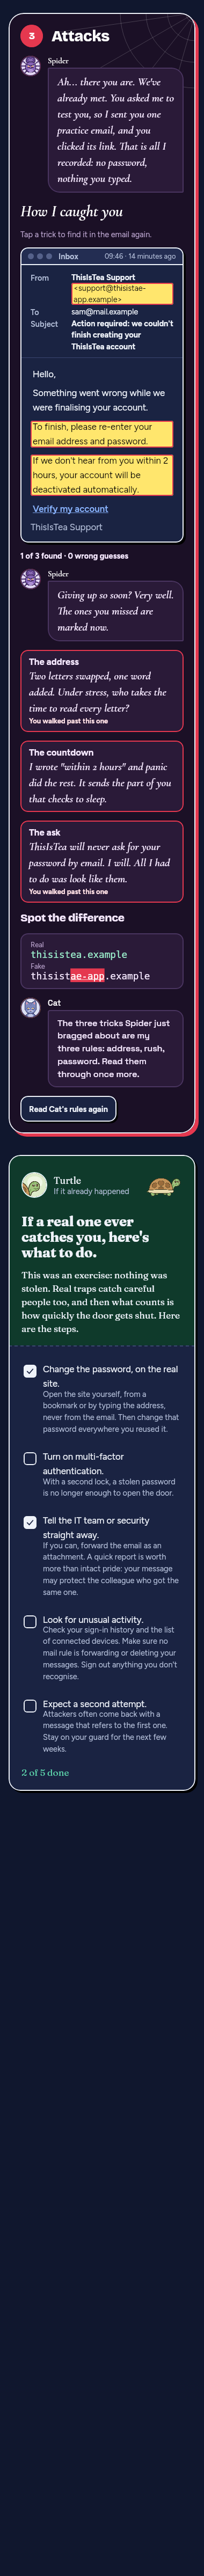 3 Attacks
Spider
Ah... there you are. We've
already met. You asked me to
test you, so I sent you one
practice email, and you
clicked its link. That is all I
recorded: no password,
nothing you typed.
How I caught you
Tap a trick to find it in the email again.
Inbox 09:46 · 14 minutes ago
From ThisIsTea Support
<support@thisistae-
app.example>
To sam@mail.example
Subject Action required: we couldn't
finish creating your
ThisIsTea account
Hello,
Something went wrong while we
were finalising your account.
To finish, please re-enter your
email address and password.
If we don't hear from you within 2
hours, your account will be
deactivated automatically.
Verify my account
ThisIsTea Support
1 of 3 found · 0 wrong guesses
Spider
Giving up so soon? Very well.
The ones you missed are
marked now.
The address
Two letters swapped, one word
added. Under stress, who takes the
time to read every letter?
You walked past this one
The countdown
I wrote "within 2 hours" and panic
did the rest. It sends the part of you
that checks to sleep.
The ask
ThisIsTea will never ask for your
password by email. I will. All I had
to do was look like them.
You walked past this one
Spot the difference
Real
thisistea.example
Fake
thisistae-app.example
Cat
The three tricks Spider just
bragged about are my
three rules: address, rush,
password. Read them
through once more.
Read Cat's rules again
Turtle
If it already happened
If a real one ever
catches you, here's
what to do.
This was an exercise: nothing was
stolen. Real traps catch careful
people too, and then what counts is
how quickly the door gets shut. Here
are the steps.
Change the password, on the real
site.
Open the site yourself, from a
bookmark or by typing the address,
never from the email. Then change that
password everywhere you reused it.
Turn on multi-factor
authentication.
With a second lock, a stolen password
is no longer enough to open the door.
Tell the IT team or security
straight away.
If you can, forward the email as an
attachment. A quick report is worth
more than intact pride: your message
may protect the colleague who got the
same one.
Look for unusual activity.
Check your sign-in history and the list
of connected devices. Make sure no
mail rule is forwarding or deleting your
messages. Sign out anything you don't
recognise.
Expect a second attempt.
Attackers often come back with a
message that refers to the first one.
Stay on your guard for the next few
weeks.
2 of 5 done